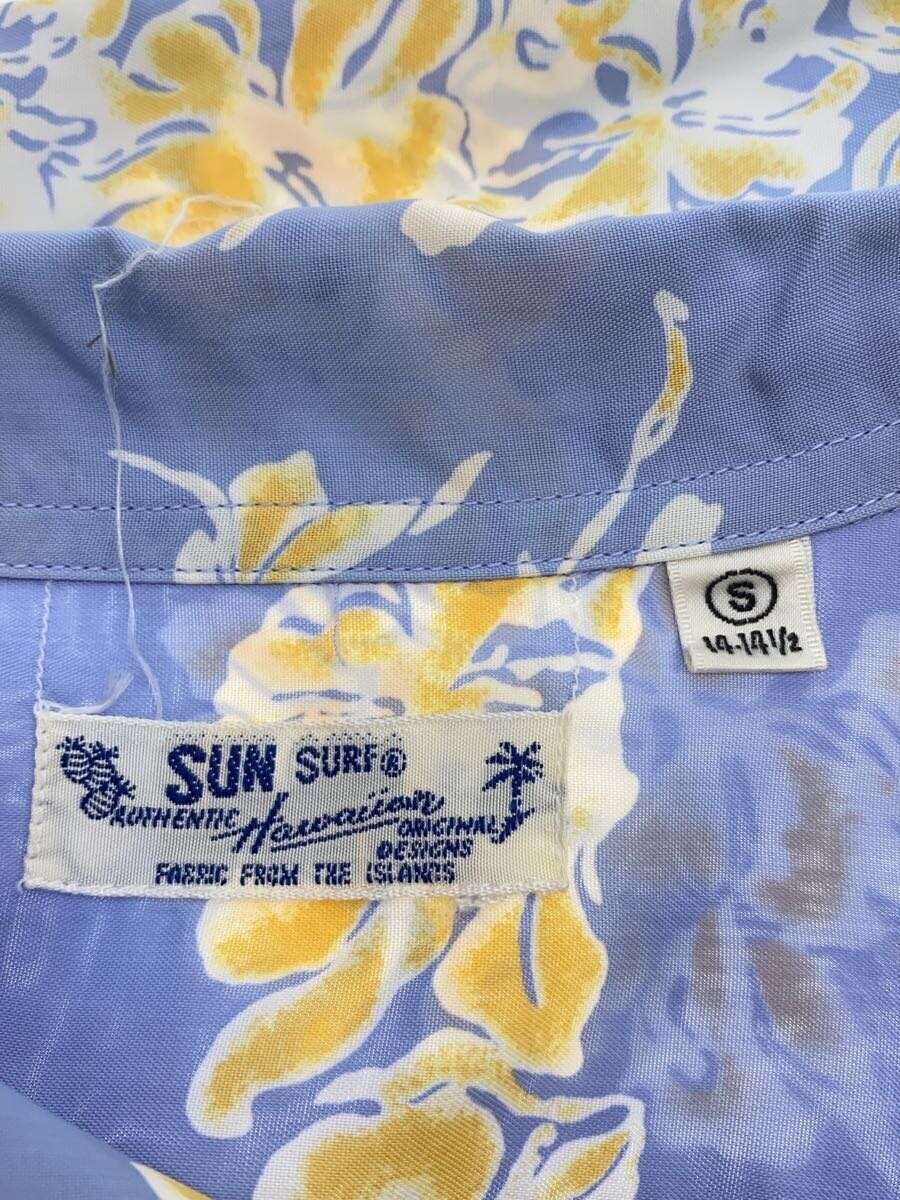 S
14-14 1/2
SUN SURF®
AUTHENTIC Hawaiian ORIGINAL
DESIGNS
FABRIC FROM THE ISLANDS